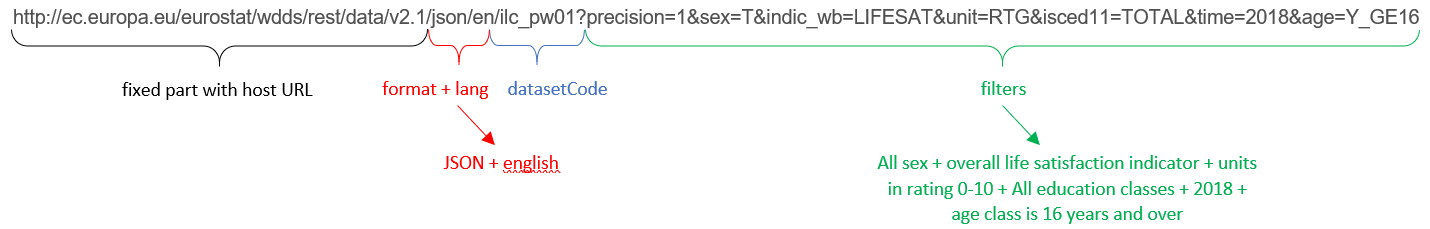 http://ec.europa.eu/eurostat/wdds/rest/data/v2.1/json/en/ilc_pw01?precision=1&sex=T&indic_wb=LIFESAT&unit=RTG&isced11=TOTAL&time=2018&age=Y_GE16
fixed part with host URL
format + lang
datasetCode
filters
JSON + english
All sex + overall life satisfaction indicator + units
in rating 0-10 + All education classes + 2018 +
age class is 16 years and over